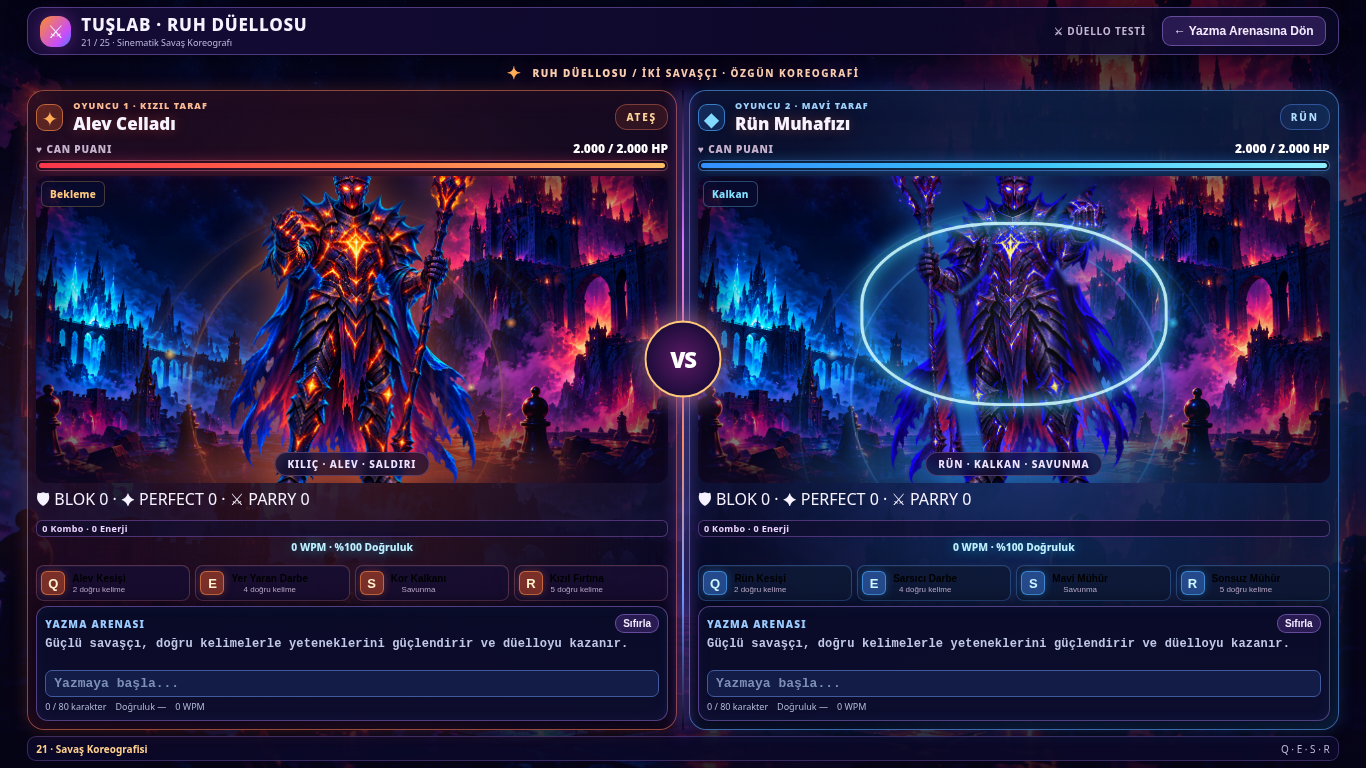 ⚔ TUŞLAB · RUH DÜELLOSU
21 / 25 · Sinematik Savaş Koreografi
⚔ DÜELLO TESTİ
← Yazma Arenasına Dön
✦ RUH DÜELLOSU / İKİ SAVAŞÇI · ÖZGÜN KOREOGRAFİ
OYUNCU 1 · KIZIL TARAF
✦ Alev Celladı
ATEŞ
♥ CAN PUANI 2.000 / 2.000 HP
Bekleme
KILIÇ · ALEV · SALDIRI
🛡 BLOK 0 · ✦ PERFECT 0 · ⚔ PARRY 0
0 Kombo · 0 Enerji
0 WPM · %100 Doğruluk
Q Alev Kesişi
2 doğru kelime
E Yer Yaran Darbe
4 doğru kelime
S Kor Kalkanı
Savunma
R Kızıl Fırtına
5 doğru kelime
YAZMA ARENASI Sıfırla
Güçlü savaşçı, doğru kelimelerle yeteneklerini güçlendirir ve düelloyu kazanır.
Yazmaya başla...
0 / 80 karakter Doğruluk — 0 WPM
VS
OYUNCU 2 · MAVİ TARAF
◆ Rün Muhafızı
RÜN
♥ CAN PUANI 2.000 / 2.000 HP
Kalkan
RÜN · KALKAN · SAVUNMA
🛡 BLOK 0 · ✦ PERFECT 0 · ⚔ PARRY 0
0 Kombo · 0 Enerji
0 WPM · %100 Doğruluk
Q Rün Kesişi
2 doğru kelime
E Sarsıcı Darbe
4 doğru kelime
S Mavi Mühür
Savunma
R Sonsuz Mühür
5 doğru kelime
YAZMA ARENASI Sıfırla
Güçlü savaşçı, doğru kelimelerle yeteneklerini güçlendirir ve düelloyu kazanır.
Yazmaya başla...
0 / 80 karakter Doğruluk — 0 WPM
21 · Savaş Koreografisi
Q · E · S · R